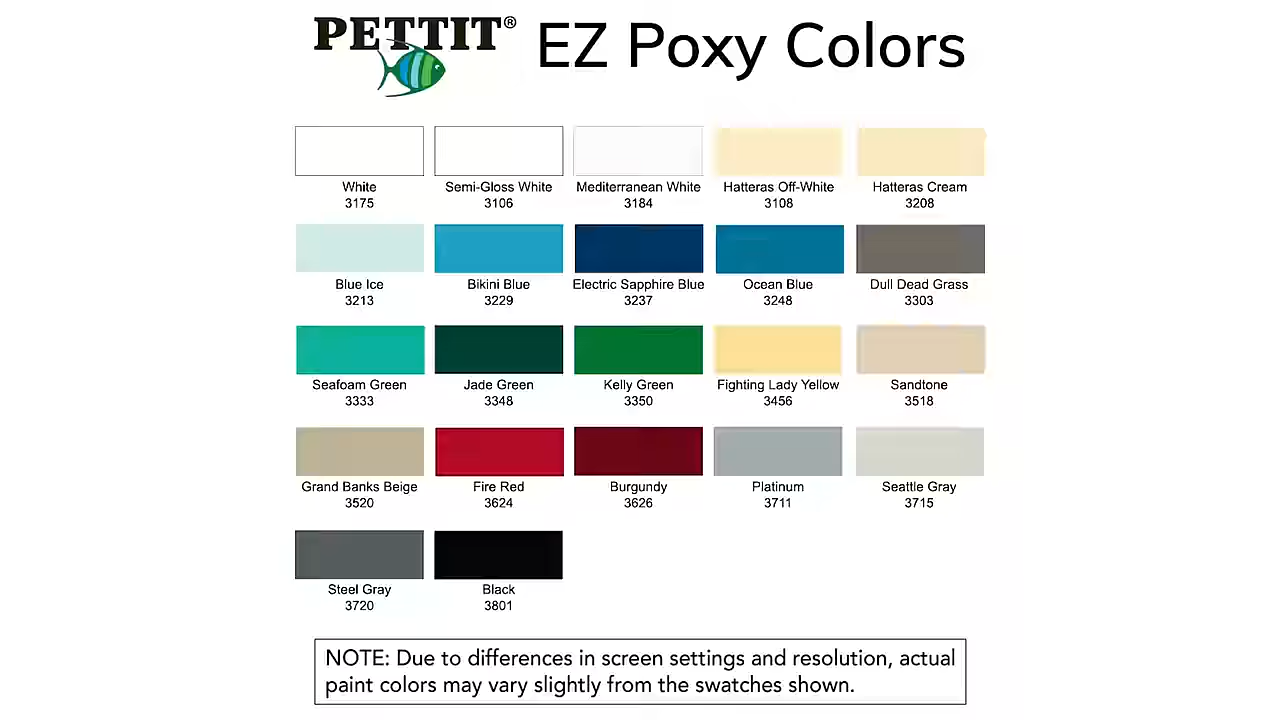 PETTIT® EZ Poxy Colors
White Semi-Gloss White Mediterranean White Hatteras Off-White Hatteras Cream
3175 3106 3184 3108 3208
Blue Ice Bikini Blue Electric Sapphire Blue Ocean Blue Dull Dead Grass
3213 3229 3237 3248 3303
Seafoam Green Jade Green Kelly Green Fighting Lady Yellow Sandtone
3333 3348 3350 3456 3518
Grand Banks Beige Fire Red Burgundy Platinum Seattle Gray
3520 3624 3626 3711 3715
Steel Gray Black
3720 3801
NOTE: Due to differences in screen settings and resolution, actual
paint colors may vary slightly from the swatches shown.